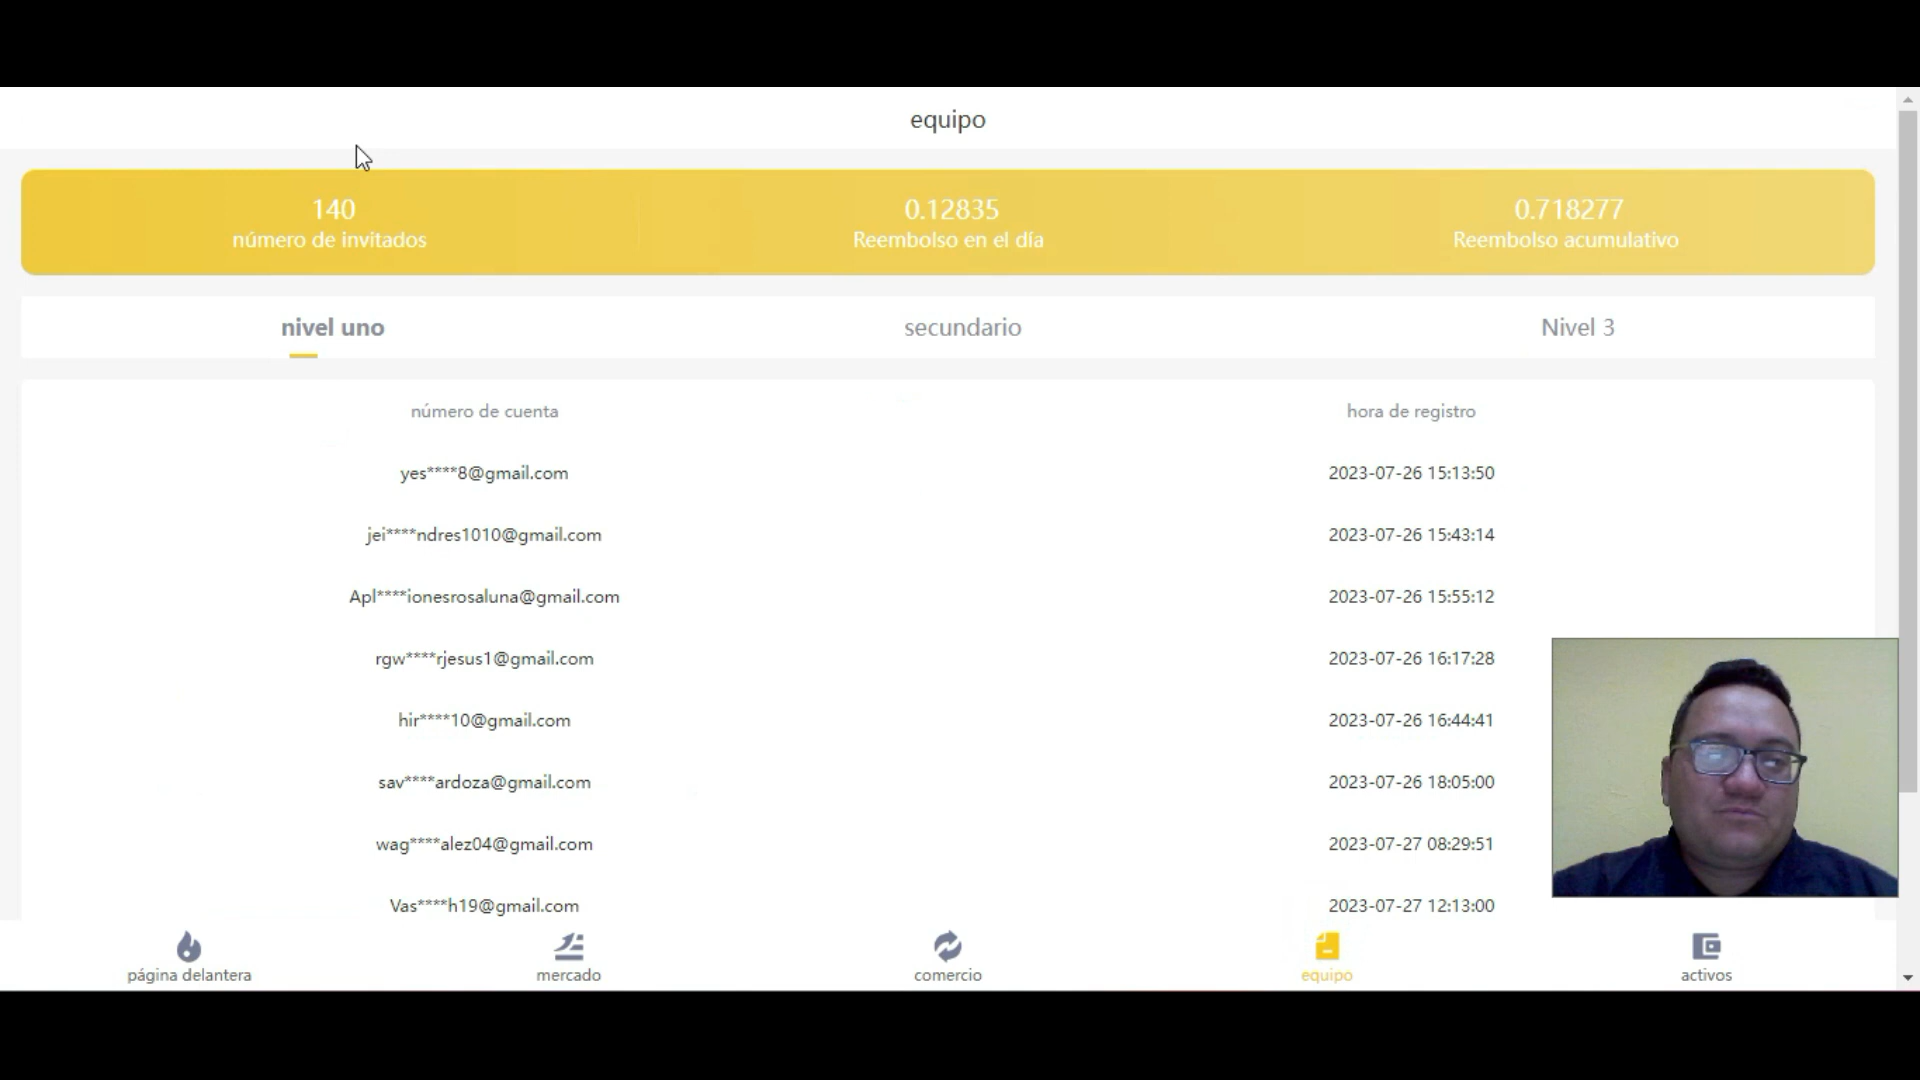 equipo
140
0.12835
0.718277
número de invitados
Reembolso en el día
Reembolso acumulativo
nivel uno
secundario
Nivel 3
número de cuenta
hora de registro
yes****8@gmail.com
2023-07-26 15:13:50
jei****ndres1010@gmail.com
2023-07-26 15:43:14
Apl****ionesrosaluna@gmail.com
2023-07-26 15:55:12
rgw****rjesus1@gmail.com
2023-07-26 16:17:28
hir****10@gmail.com
2023-07-26 16:44:41
sav****ardoza@gmail.com
2023-07-26 18:05:00
wag****alez04@gmail.com
2023-07-27 08:29:51
Vas****h19@gmail.com
2023-07-27 12:13:00
página delantera
mercado
comercio
equipo
activos